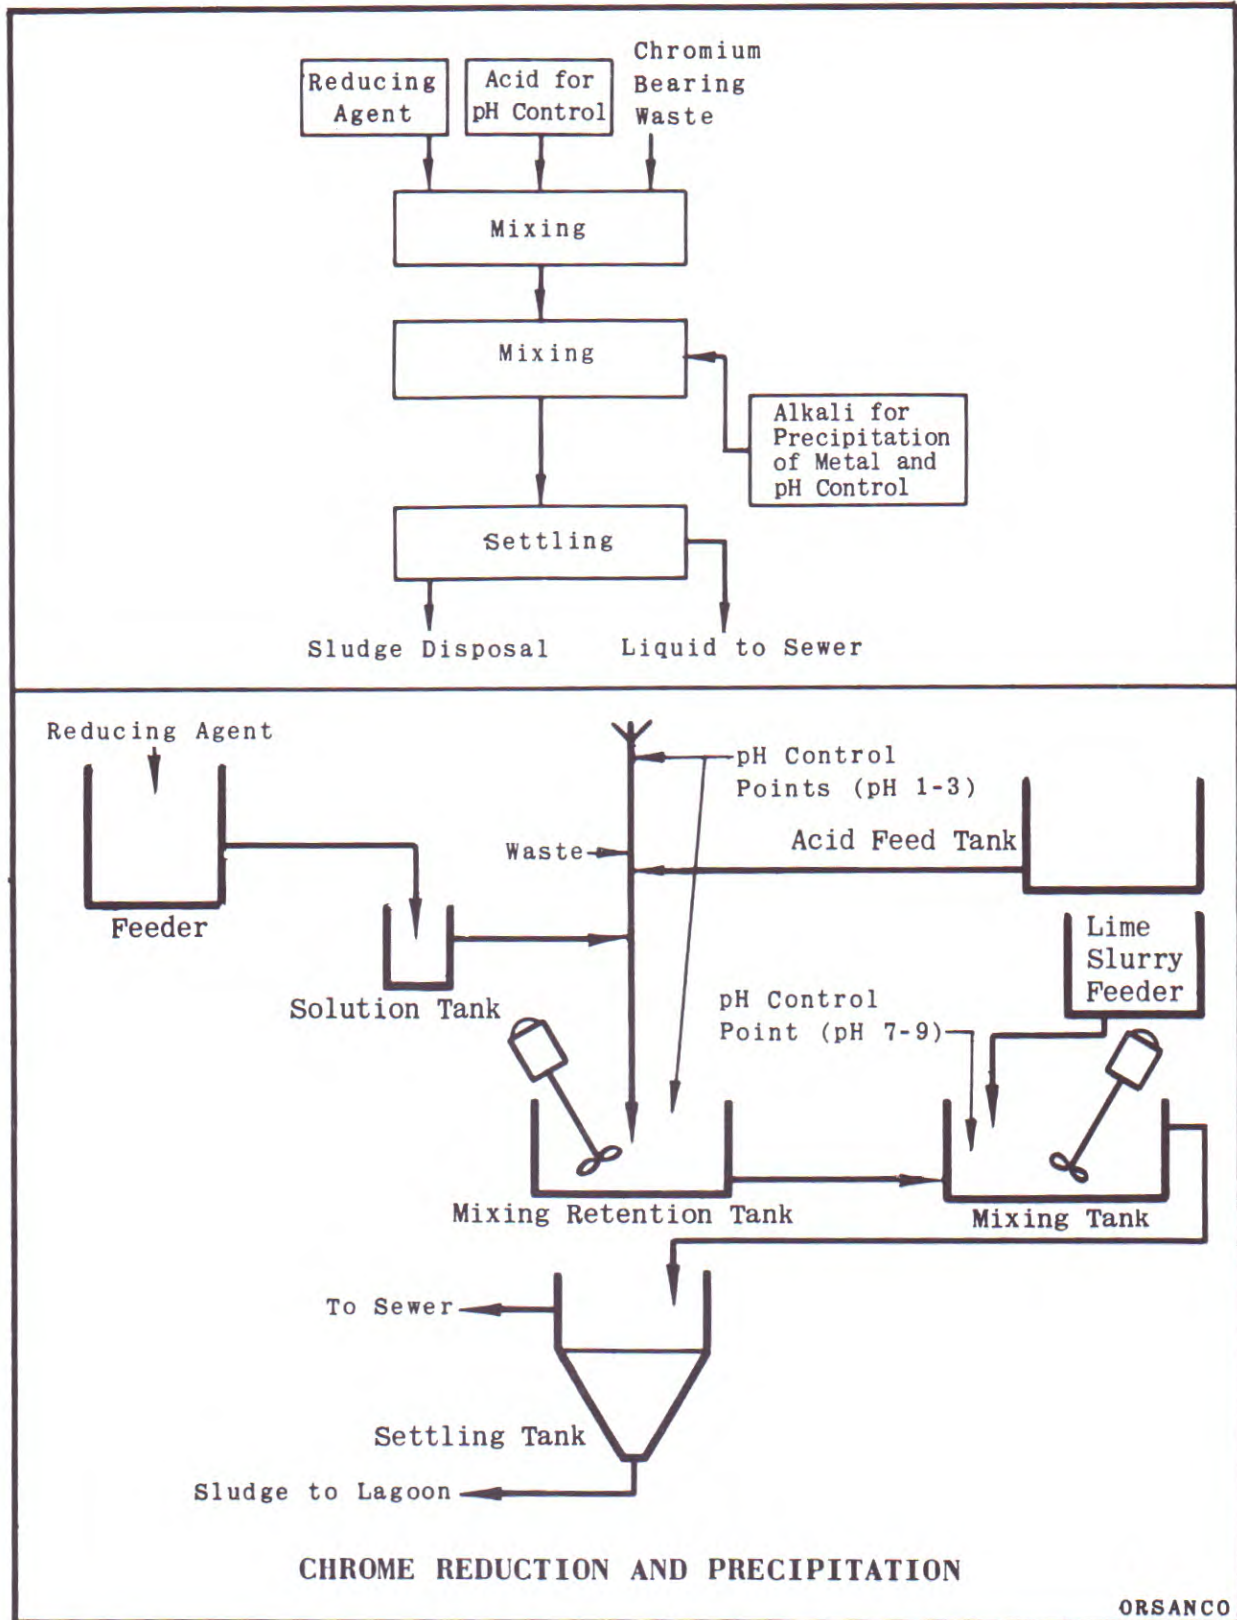 Reducing
Agent
Acid for
pH Control
Chromium
Bearing
Waste
Mixing
Mixing
Alkali for
Precipitation
of Metal and
pH Control
Settling
Sludge Disposal
Liquid to Sewer
Reducing Agent
pH Control
Points (pH 1-3)
Waste
Acid Feed Tank
Feeder
Lime
Slurry
Feeder
Solution Tank
pH Control
Point (pH 7-9)
Mixing Retention Tank
Mixing Tank
To Sewer
Settling Tank
Sludge to Lagoon
CHROME REDUCTION AND PRECIPITATION
ORSANCO